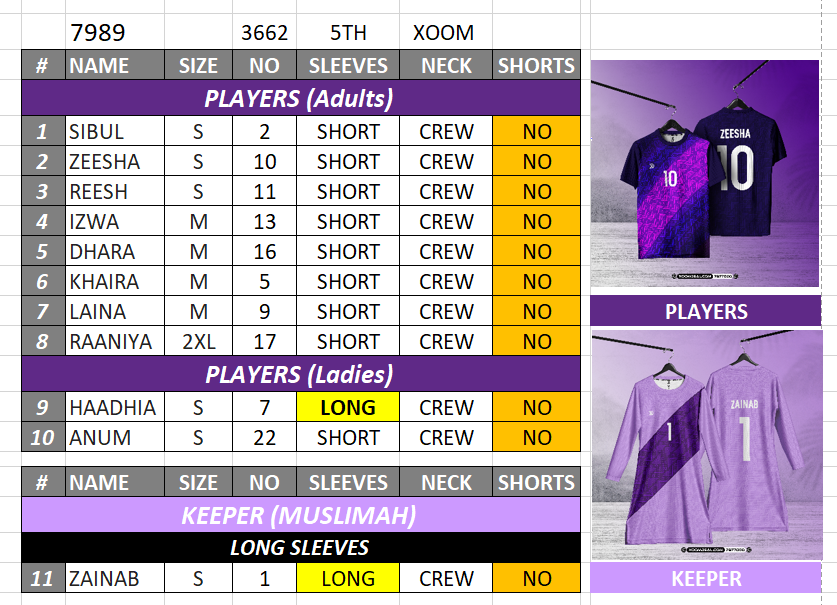 7989 3662 5TH XOOM
# NAME SIZE NO SLEEVES NECK SHORTS
PLAYERS (Adults)
1 SIBUL S 2 SHORT CREW NO
2 ZEESHA S 10 SHORT CREW NO
3 REESH S 11 SHORT CREW NO
4 IZWA M 13 SHORT CREW NO
5 DHARA M 16 SHORT CREW NO
6 KHAIRA M 5 SHORT CREW NO
7 LAINA M 9 SHORT CREW NO
8 RAANIYA 2XL 17 SHORT CREW NO
PLAYERS (Ladies)
9 HAADHIA S 7 LONG CREW NO
10 ANUM S 22 SHORT CREW NO
# NAME SIZE NO SLEEVES NECK SHORTS
KEEPER (MUSLIMAH)
LONG SLEEVES
11 ZAINAB S 1 LONG CREW NO
ZEESHA
10
10
PLAYERS
ZAINAB
1
1
KEEPER